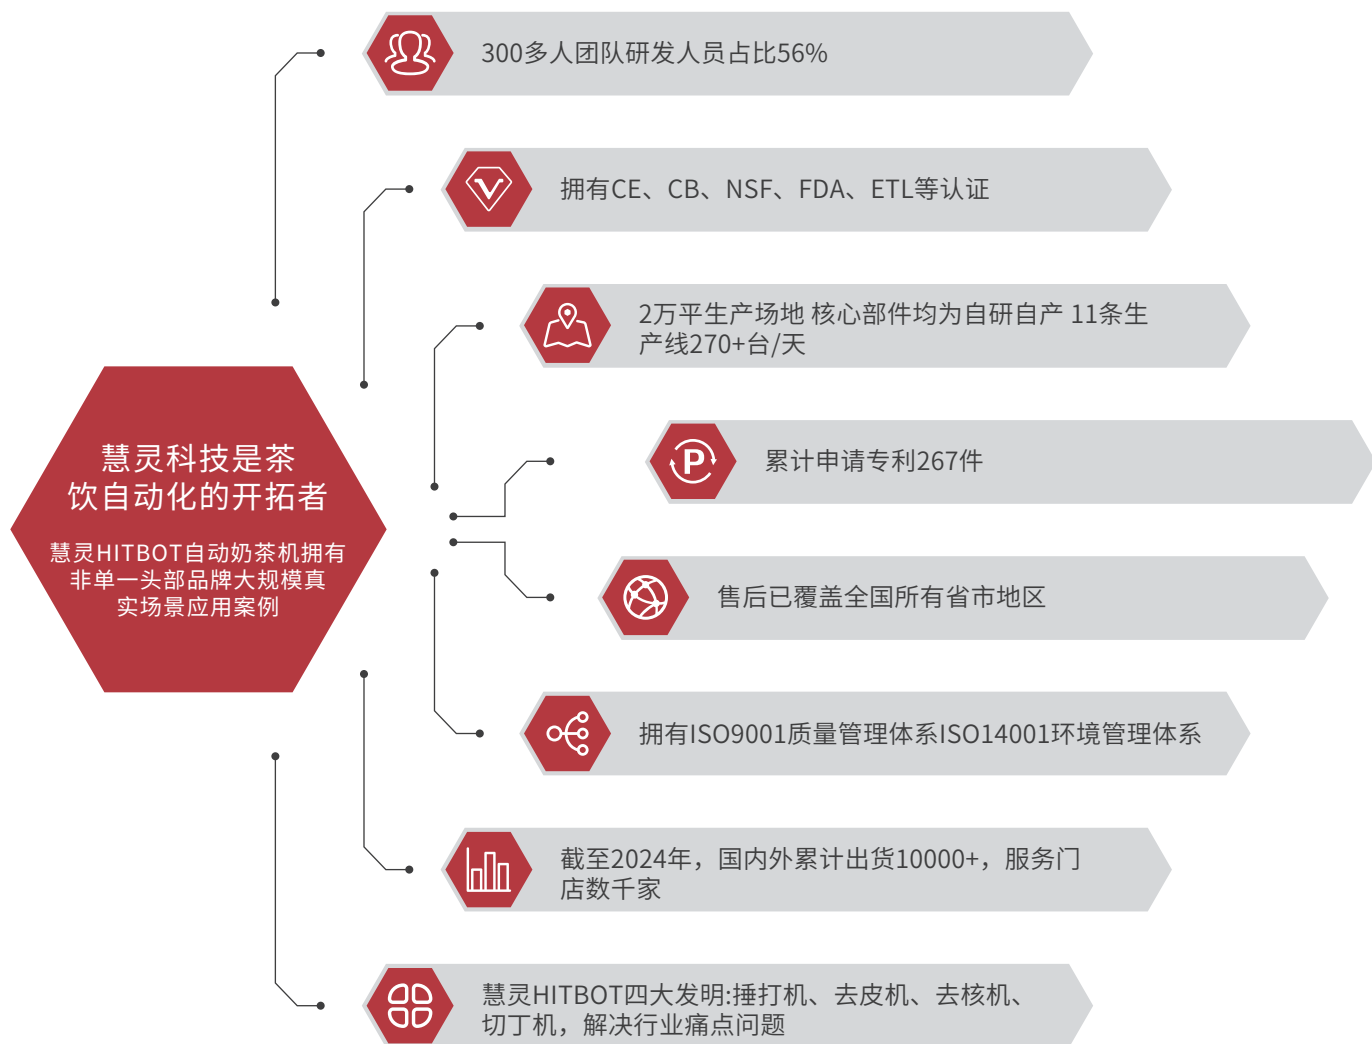 300多人团队研发人员占比56%
拥有CE、CB、NSF、FDA、ETL等认证
2万平生产场地 核心部件均为自研自产 11条生
产线270+台/天
慧灵科技是茶
饮自动化的开拓者
慧灵HITBOT自动奶茶机拥有
非单一头部品牌大规模真
实场景应用案例
P
累计申请专利267件
售后已覆盖全国所有省市地区
拥有ISO9001质量管理体系ISO14001环境管理体系
截至2024年，国内外累计出货10000+，服务门
店数千家
慧灵HITBOT四大发明:捶打机、去皮机、去核机、
切丁机，解决行业痛点问题